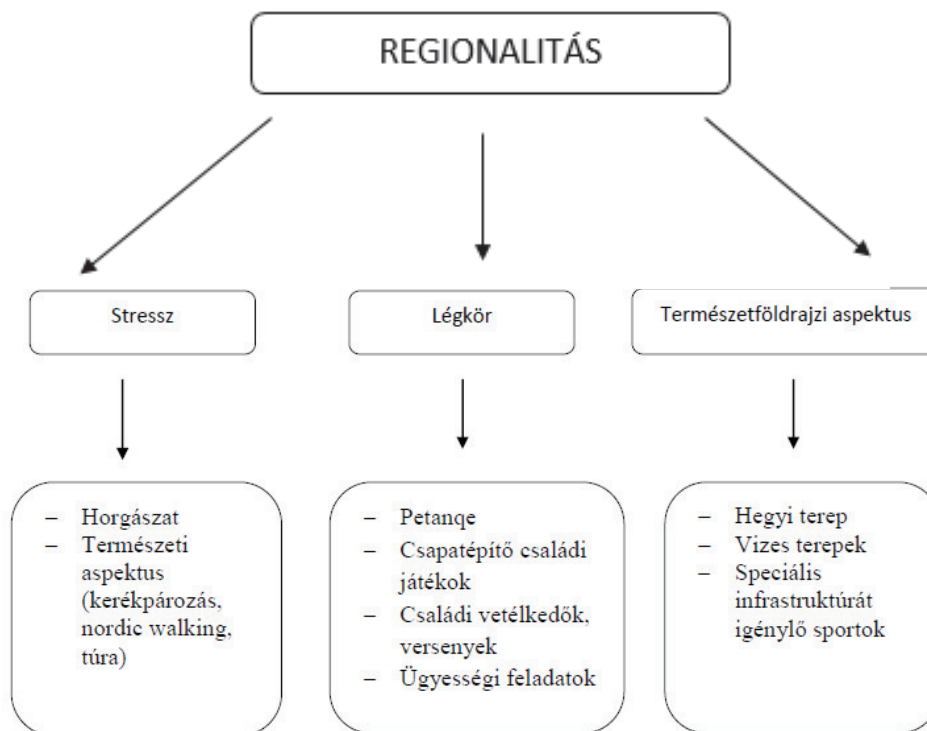 REGIONALITÁS
Stressz
Légkör
Természetföldrajzi aspektus
– Horgászat
– Természeti
aspektus
(kerékpározás,
nordic walking,
túra)
– Petanqe
– Csapatépítő családi
játékok
– Családi vetélkedők,
versenyek
– Ügyességi feladatok
– Hegyi terep
– Vizes terepek
– Speciális
infrastruktúrát
igénylő sportok